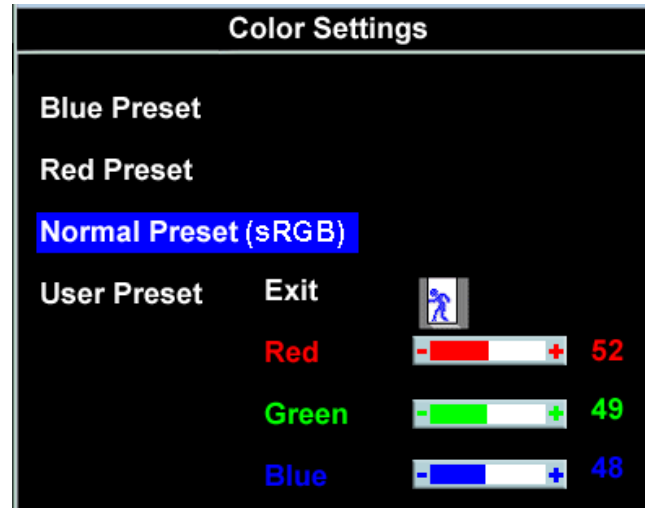 Color Settings
Blue Preset
Red Preset
Normal Preset (sRGB)
User Preset Exit
Red - + 52
Green - + 49
Blue - + 48